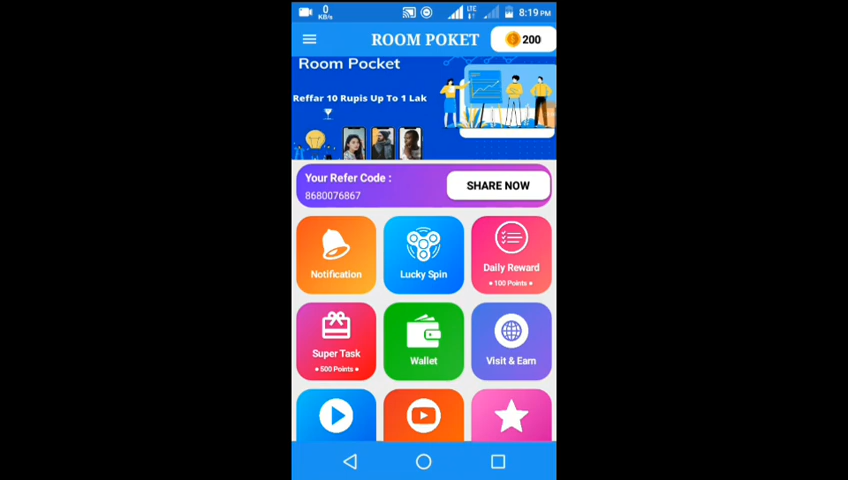 0
KB/s
LTE
8:19 PM
ROOM POKET
200
Room Pocket
Reffar 10 Rupis Up To 1 Lak
Your Refer Code :
8680076867
SHARE NOW
Notification
Lucky Spin
Daily Reward
• 100 Points •
Super Task
• 500 Points •
Wallet
Visit & Earn